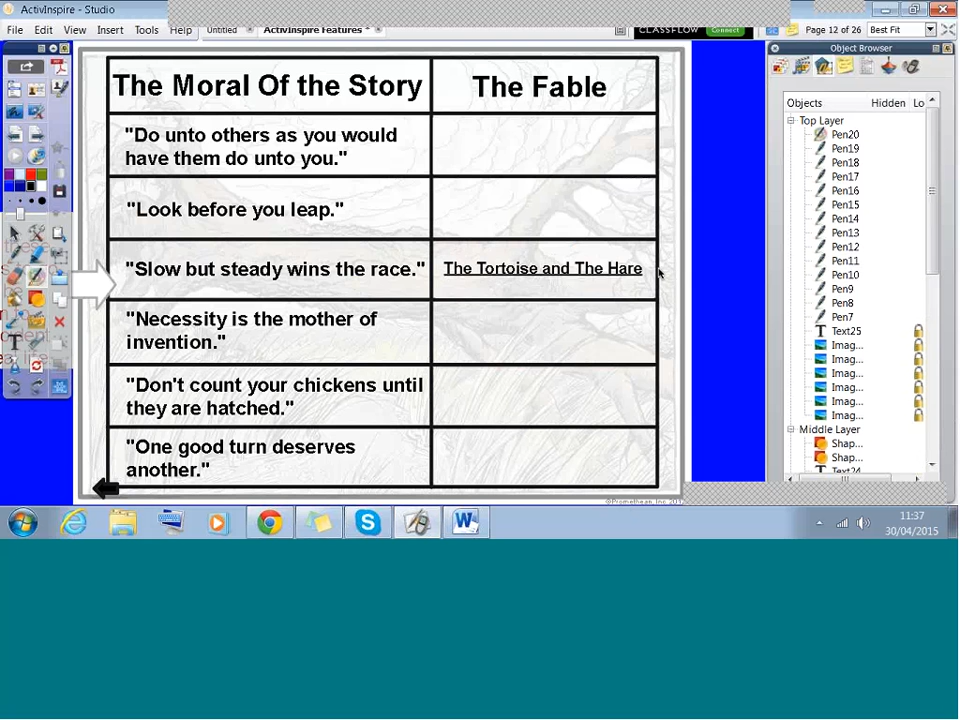 ActivInspire - Studio
File Edit View Insert Tools Help
Untitled ActivInspire Features *
CLASSFLOW Connect
Page 12 of 26 Best Fit
The Moral Of the Story The Fable
"Do unto others as you would
have them do unto you."
"Look before you leap."
"Slow but steady wins the race." The Tortoise and The Hare
"Necessity is the mother of
invention."
"Don't count your chickens until
they are hatched."
"One good turn deserves
another."
©Promethean, Inc 2012
Object Browser
Objects Hidden Lo
Top Layer
Pen20
Pen19
Pen18
Pen17
Pen16
Pen15
Pen14
Pen13
Pen12
Pen11
Pen10
Pen9
Pen8
Pen7
Text25
Imag...
Imag...
Imag...
Imag...
Imag...
Imag...
Middle Layer
Shap...
Shap...
Text24
11:37
30/04/2015